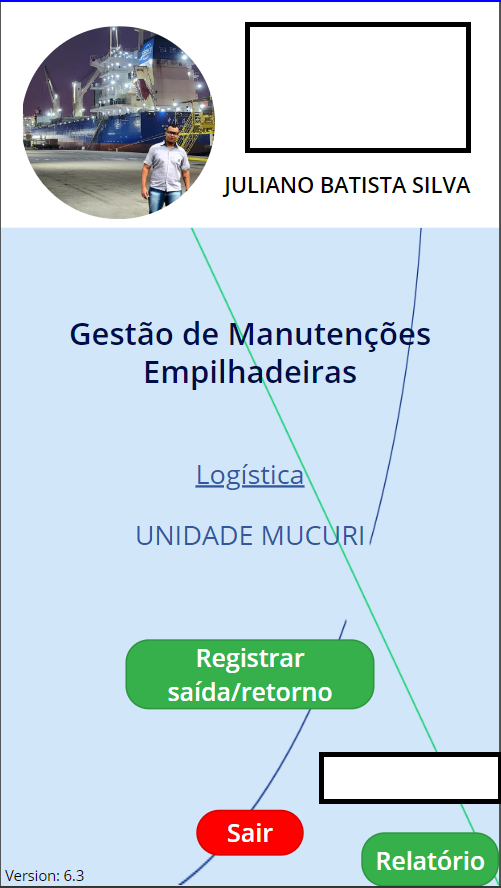 JULIANO BATISTA SILVA
Gestão de Manutenções
Empilhadeiras
Logística
UNIDADE MUCURI
Registrar
saída/retorno
Sair
Relatório
Version: 6.3